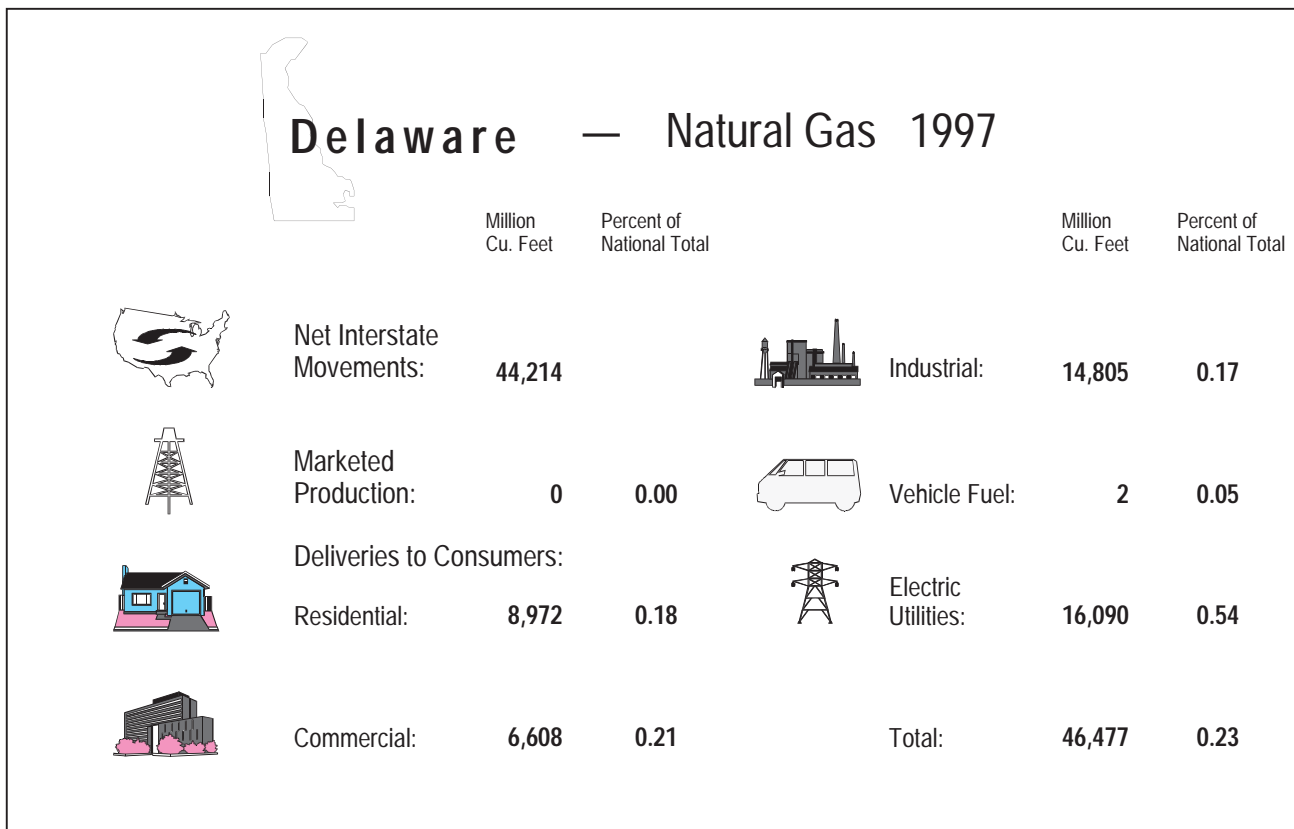 Delaware — Natural Gas 1997
Million
Cu. Feet
Percent of
National Total
Million
Cu. Feet
Percent of
National Total
Net Interstate
Movements: 44,214
Marketed
Production: 0 0.00
Deliveries to Consumers:
Residential: 8,972 0.18
Commercial: 6,608 0.21
Industrial: 14,805 0.17
Vehicle Fuel: 2 0.05
Electric
Utilities: 16,090 0.54
Total: 46,477 0.23